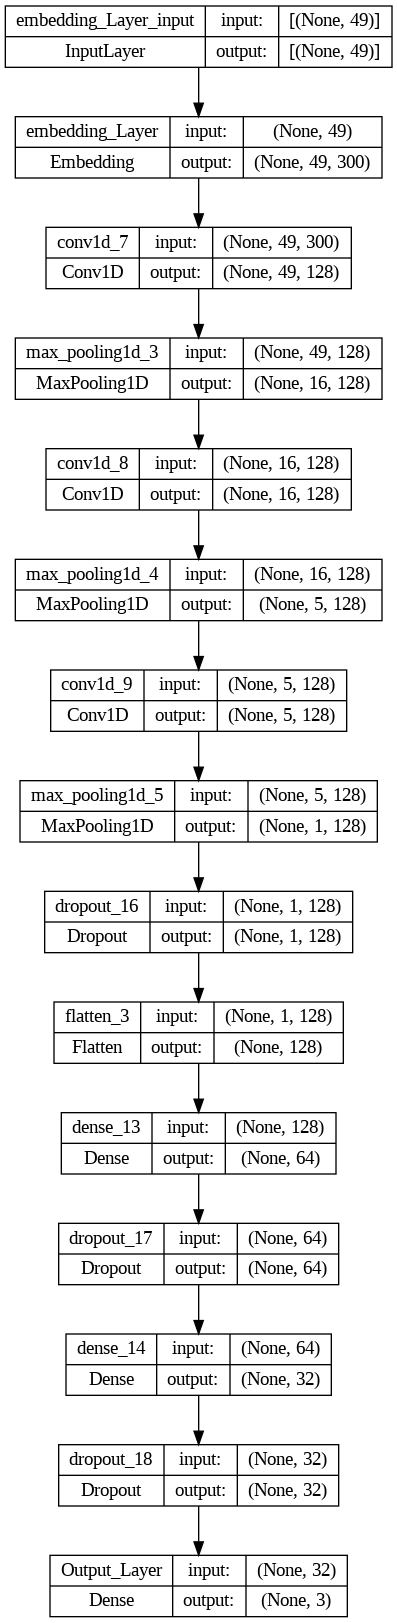 embedding_Layer_input input: [(None, 49)]
InputLayer output: [(None, 49)]
embedding_Layer input: (None, 49)
Embedding output: (None, 49, 300)
conv1d_7 input: (None, 49, 300)
Conv1D output: (None, 49, 128)
max_pooling1d_3 input: (None, 49, 128)
MaxPooling1D output: (None, 16, 128)
conv1d_8 input: (None, 16, 128)
Conv1D output: (None, 16, 128)
max_pooling1d_4 input: (None, 16, 128)
MaxPooling1D output: (None, 5, 128)
conv1d_9 input: (None, 5, 128)
Conv1D output: (None, 5, 128)
max_pooling1d_5 input: (None, 5, 128)
MaxPooling1D output: (None, 1, 128)
dropout_16 input: (None, 1, 128)
Dropout output: (None, 1, 128)
flatten_3 input: (None, 1, 128)
Flatten output: (None, 128)
dense_13 input: (None, 128)
Dense output: (None, 64)
dropout_17 input: (None, 64)
Dropout output: (None, 64)
dense_14 input: (None, 64)
Dense output: (None, 32)
dropout_18 input: (None, 32)
Dropout output: (None, 32)
Output_Layer input: (None, 32)
Dense output: (None, 3)